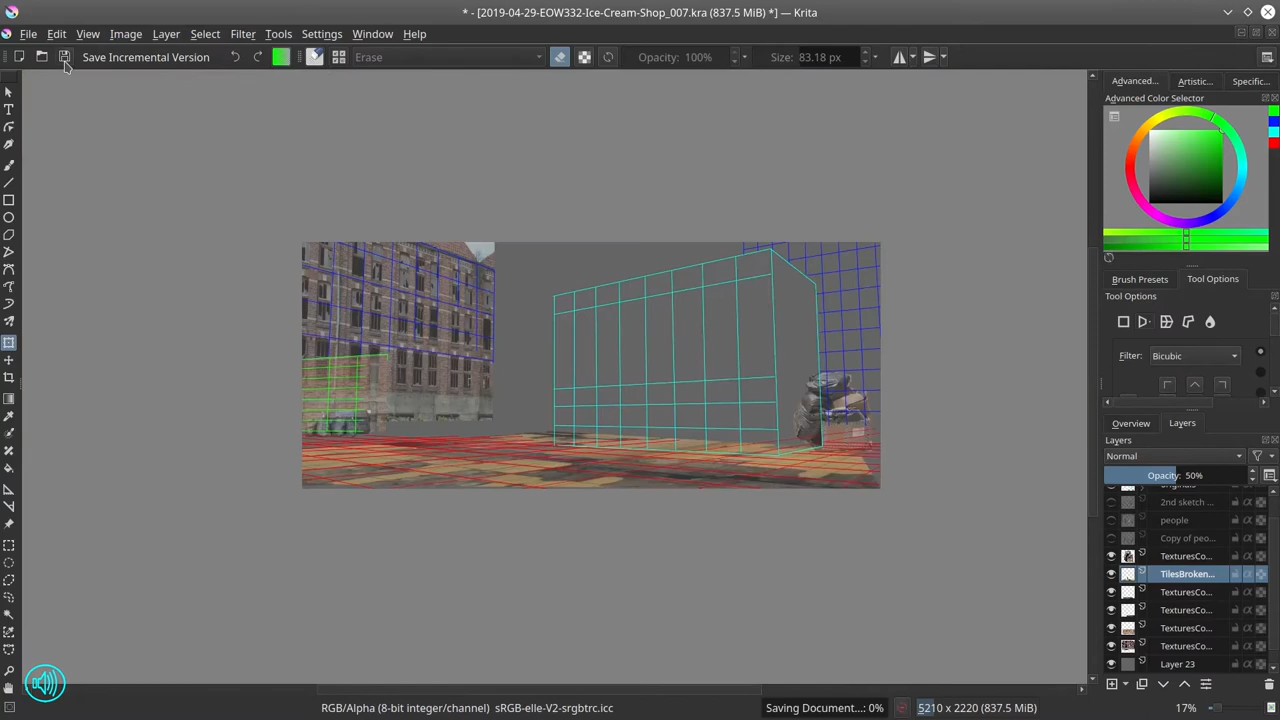 * - [2019-04-29-EOW332-Ice-Cream-Shop_007.kra (837.5 MiB) *] — Krita
File Edit View Image Layer Select Filter Tools Settings Window Help
Save Incremental Version Erase Opacity: 100% Size: 83.18 px
Advanced... Artistic... Specific...
Advanced Color Selector
Brush Presets Tool Options
Tool Options
Filter: Bicubic
Overview Layers
Layers
Normal
Opacity: 50%
2nd sketch ...
people
Copy of peo...
TexturesCo...
TilesBroken...
TexturesCo...
TexturesCo...
TexturesCo...
TexturesCo...
Layer 23
RGB/Alpha (8-bit integer/channel) sRGB-elle-V2-srgbtrc.icc Saving Document...: 0% 5210 x 2220 (837.5 MiB) 17%